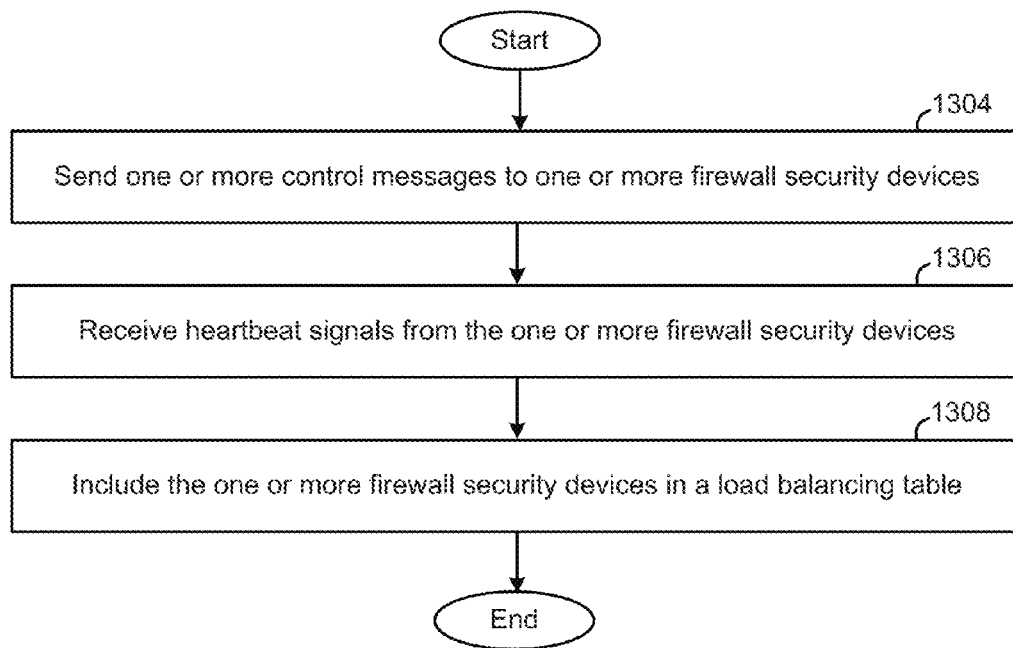 Start
1304
Send one or more control messages to one or more firewall security devices
1306
Receive heartbeat signals from the one or more firewall security devices
1308
Include the one or more firewall security devices in a load balancing table
End